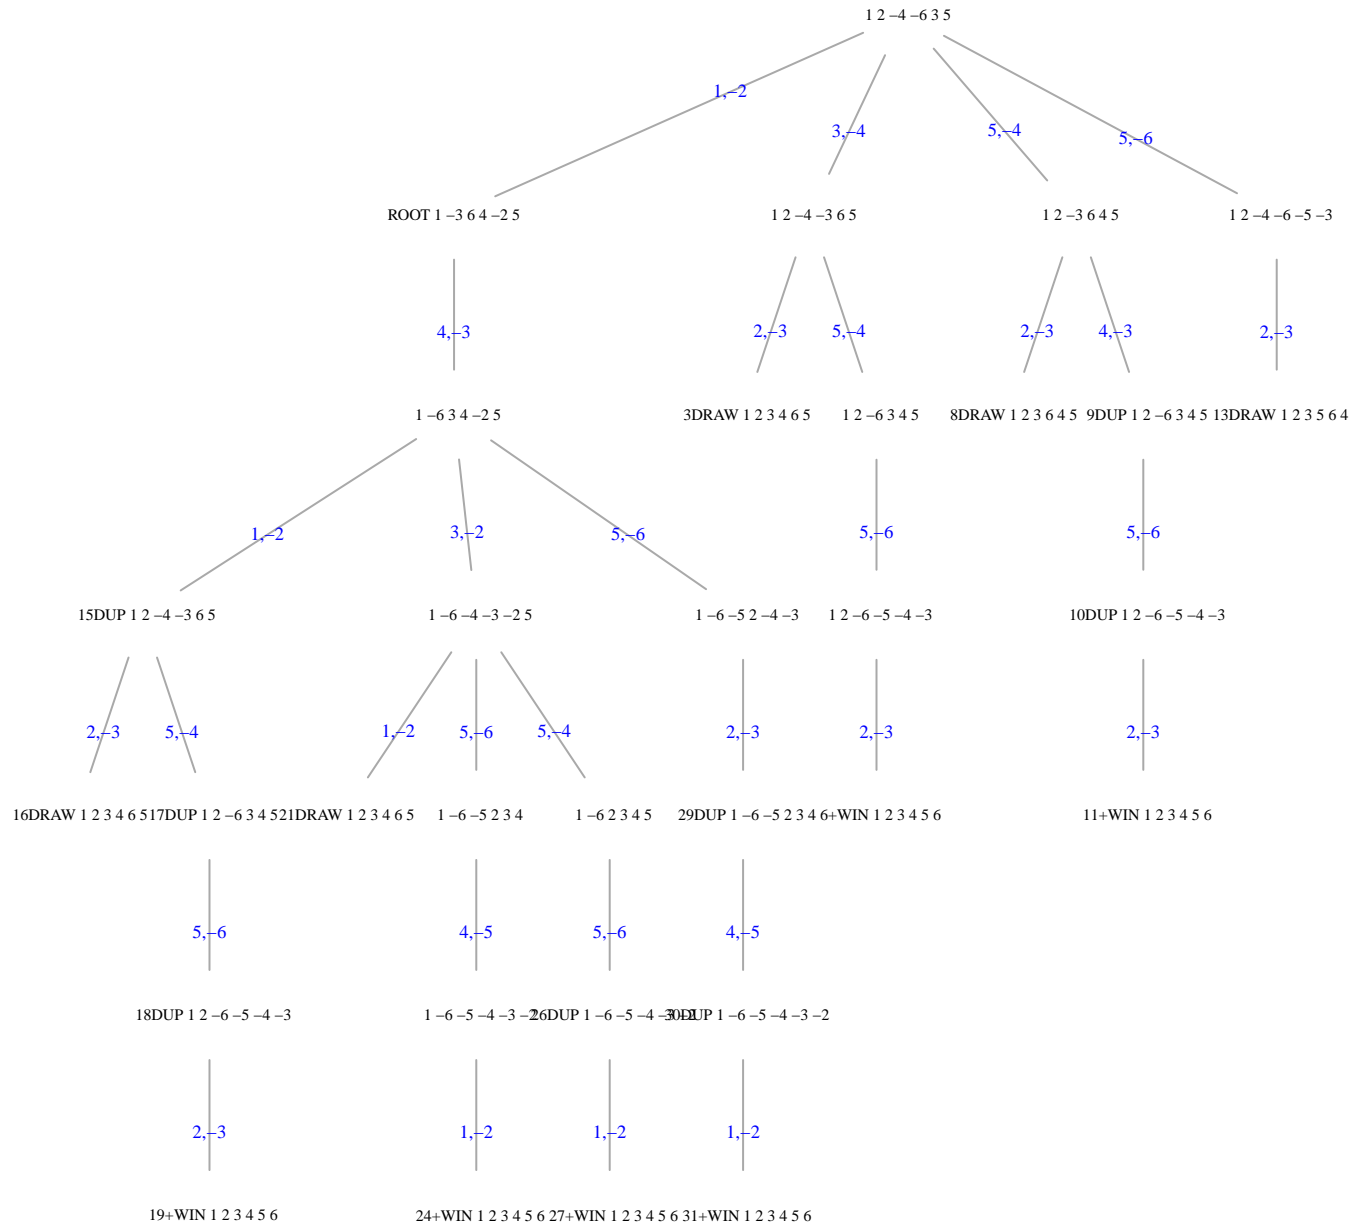 1 2 −4 −6 3 5
1,−2
3,−4
5,−4
5,−6
ROOT 1 −3 6 4 −2 5
1 2 −4 −3 6 5
1 2 −3 6 4 5
1 2 −4 −6 −5 −3
4,−3
2,−3
5,−4
2,−3
4,−3
2,−3
1 −6 3 4 −2 5
3DRAW 1 2 3 4 6 5
1 2 −6 3 4 5
8DRAW 1 2 3 6 4 5
9DUP 1 2 −6 3 4 5
13DRAW 1 2 3 5 6 4
1,−2
3,−2
5,−6
5,−6
5,−6
15DUP 1 2 −4 −3 6 5
1 −6 −4 −3 −2 5
1 −6 −5 2 −4 −3
1 2 −6 −5 −4 −3
10DUP 1 2 −6 −5 −4 −3
2,−3
5,−4
1,−2
5,−6
5,−4
2,−3
2,−3
2,−3
16DRAW 1 2 3 4 6 5
17DUP 1 2 −6 3 4 5
21DRAW 1 2 3 4 6 5
1 −6 −5 2 3 4
1 −6 2 3 4 5
29DUP 1 −6 −5 2 3 4
6+WIN 1 2 3 4 5 6
11+WIN 1 2 3 4 5 6
5,−6
4,−5
5,−6
4,−5
18DUP 1 2 −6 −5 −4 −3
1 −6 −5 −4 −3 −2
26DUP 1 −6 −5 −4 −3 −2
30DUP 1 −6 −5 −4 −3 −2
2,−3
1,−2
1,−2
1,−2
19+WIN 1 2 3 4 5 6
24+WIN 1 2 3 4 5 6
27+WIN 1 2 3 4 5 6
31+WIN 1 2 3 4 5 6